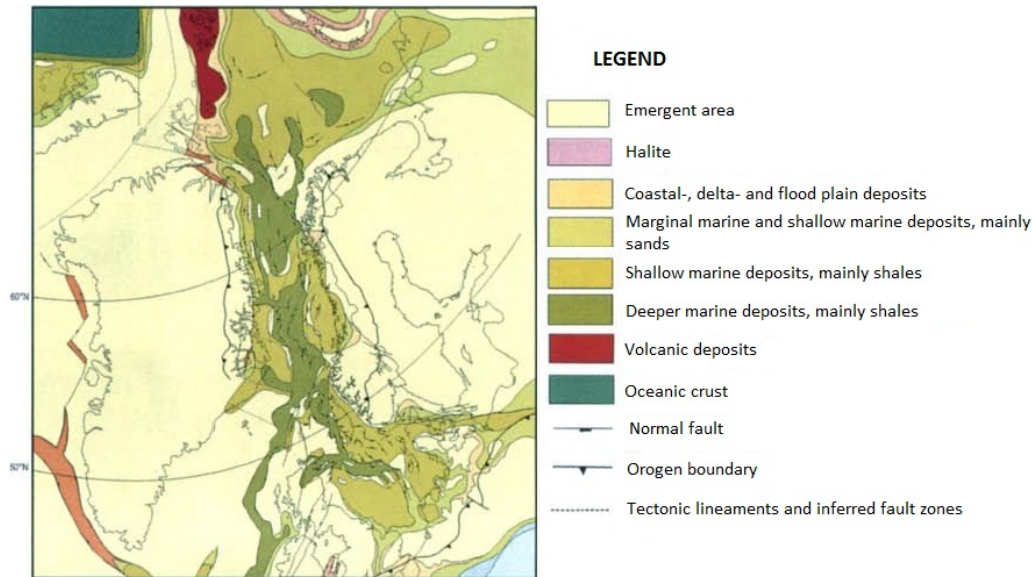 LEGEND
Emergent area
Halite
Coastal-, delta- and flood plain deposits
Marginal marine and shallow marine deposits, mainly
sands
Shallow marine deposits, mainly shales
Deeper marine deposits, mainly shales
Volcanic deposits
Oceanic crust
Normal fault
Orogen boundary
Tectonic lineaments and inferred fault zones
60°N
50°N